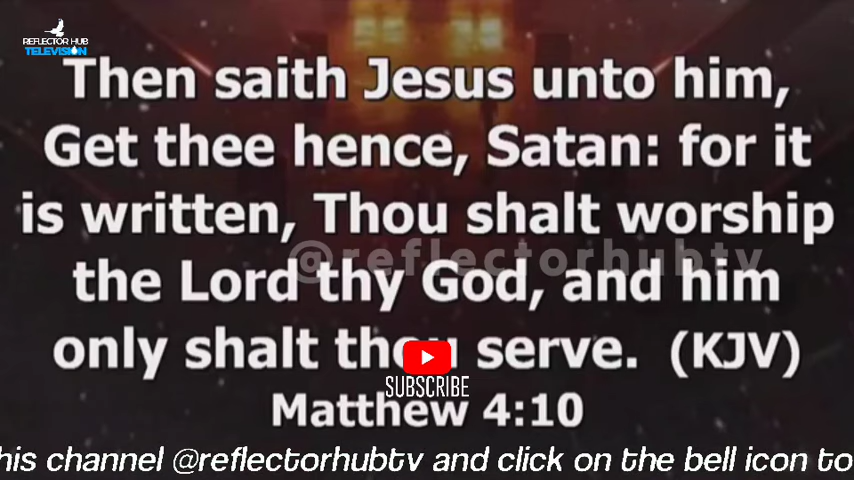 REFLECTOR HUB
TELEVISION
Then saith Jesus unto him,
Get thee hence, Satan: for it
is written, Thou shalt worship
@reflectorhubtv
the Lord thy God, and him
only shalt thou serve. (KJV)
SUBSCRIBE
Matthew 4:10
his channel @reflectorhubtv and click on the bell icon to